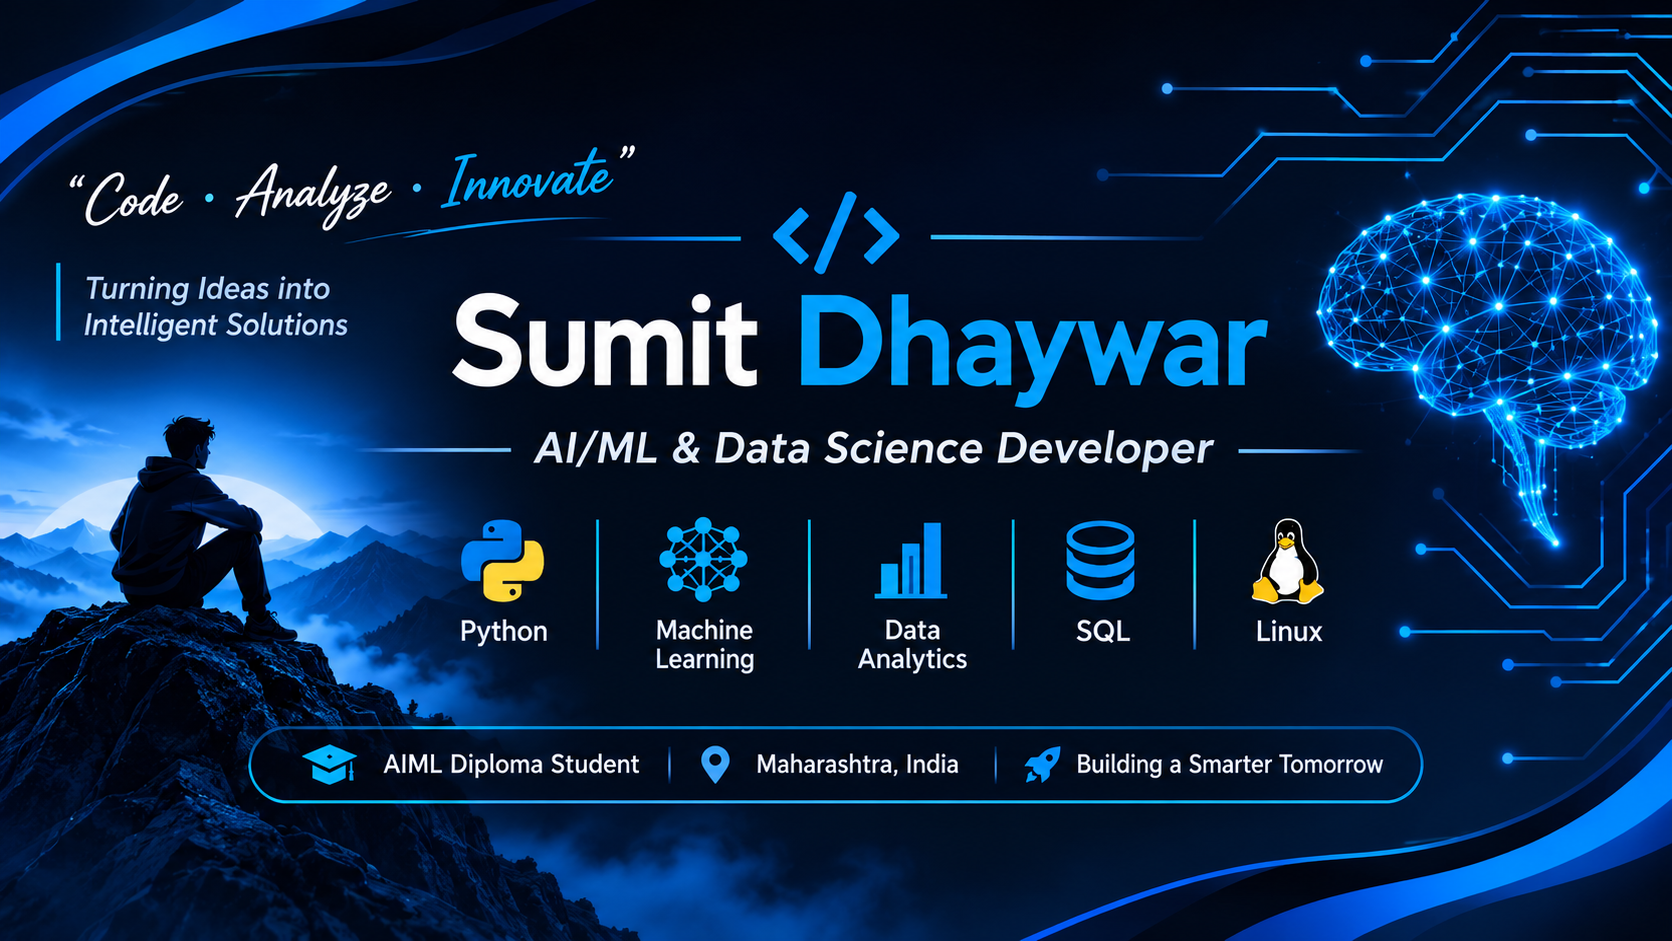 “Code · Analyze · Innovate”
Turning Ideas into
Intelligent Solutions
</>
Sumit Dhaywar
AI/ML & Data Science Developer
Python
Machine
Learning
Data
Analytics
SQL
Linux
AIML Diploma Student
Maharashtra, India
Building a Smarter Tomorrow